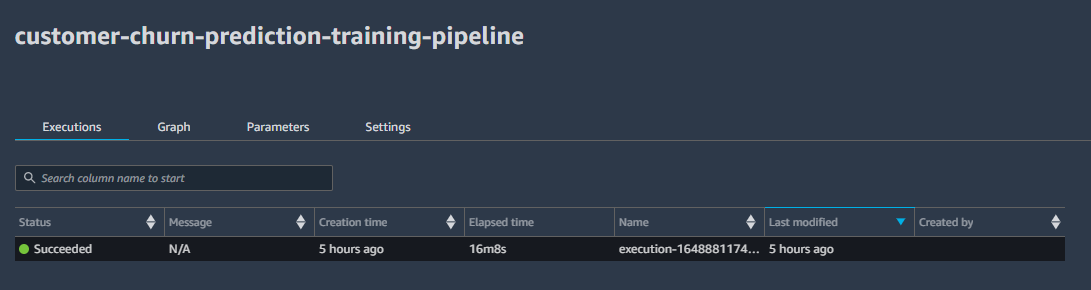 customer-churn-prediction-training-pipeline
Executions Graph Parameters Settings
Search column name to start
Status Message Creation time Elapsed time Name Last modified Created by
Succeeded N/A 5 hours ago 16m8s execution-1648881174... 5 hours ago